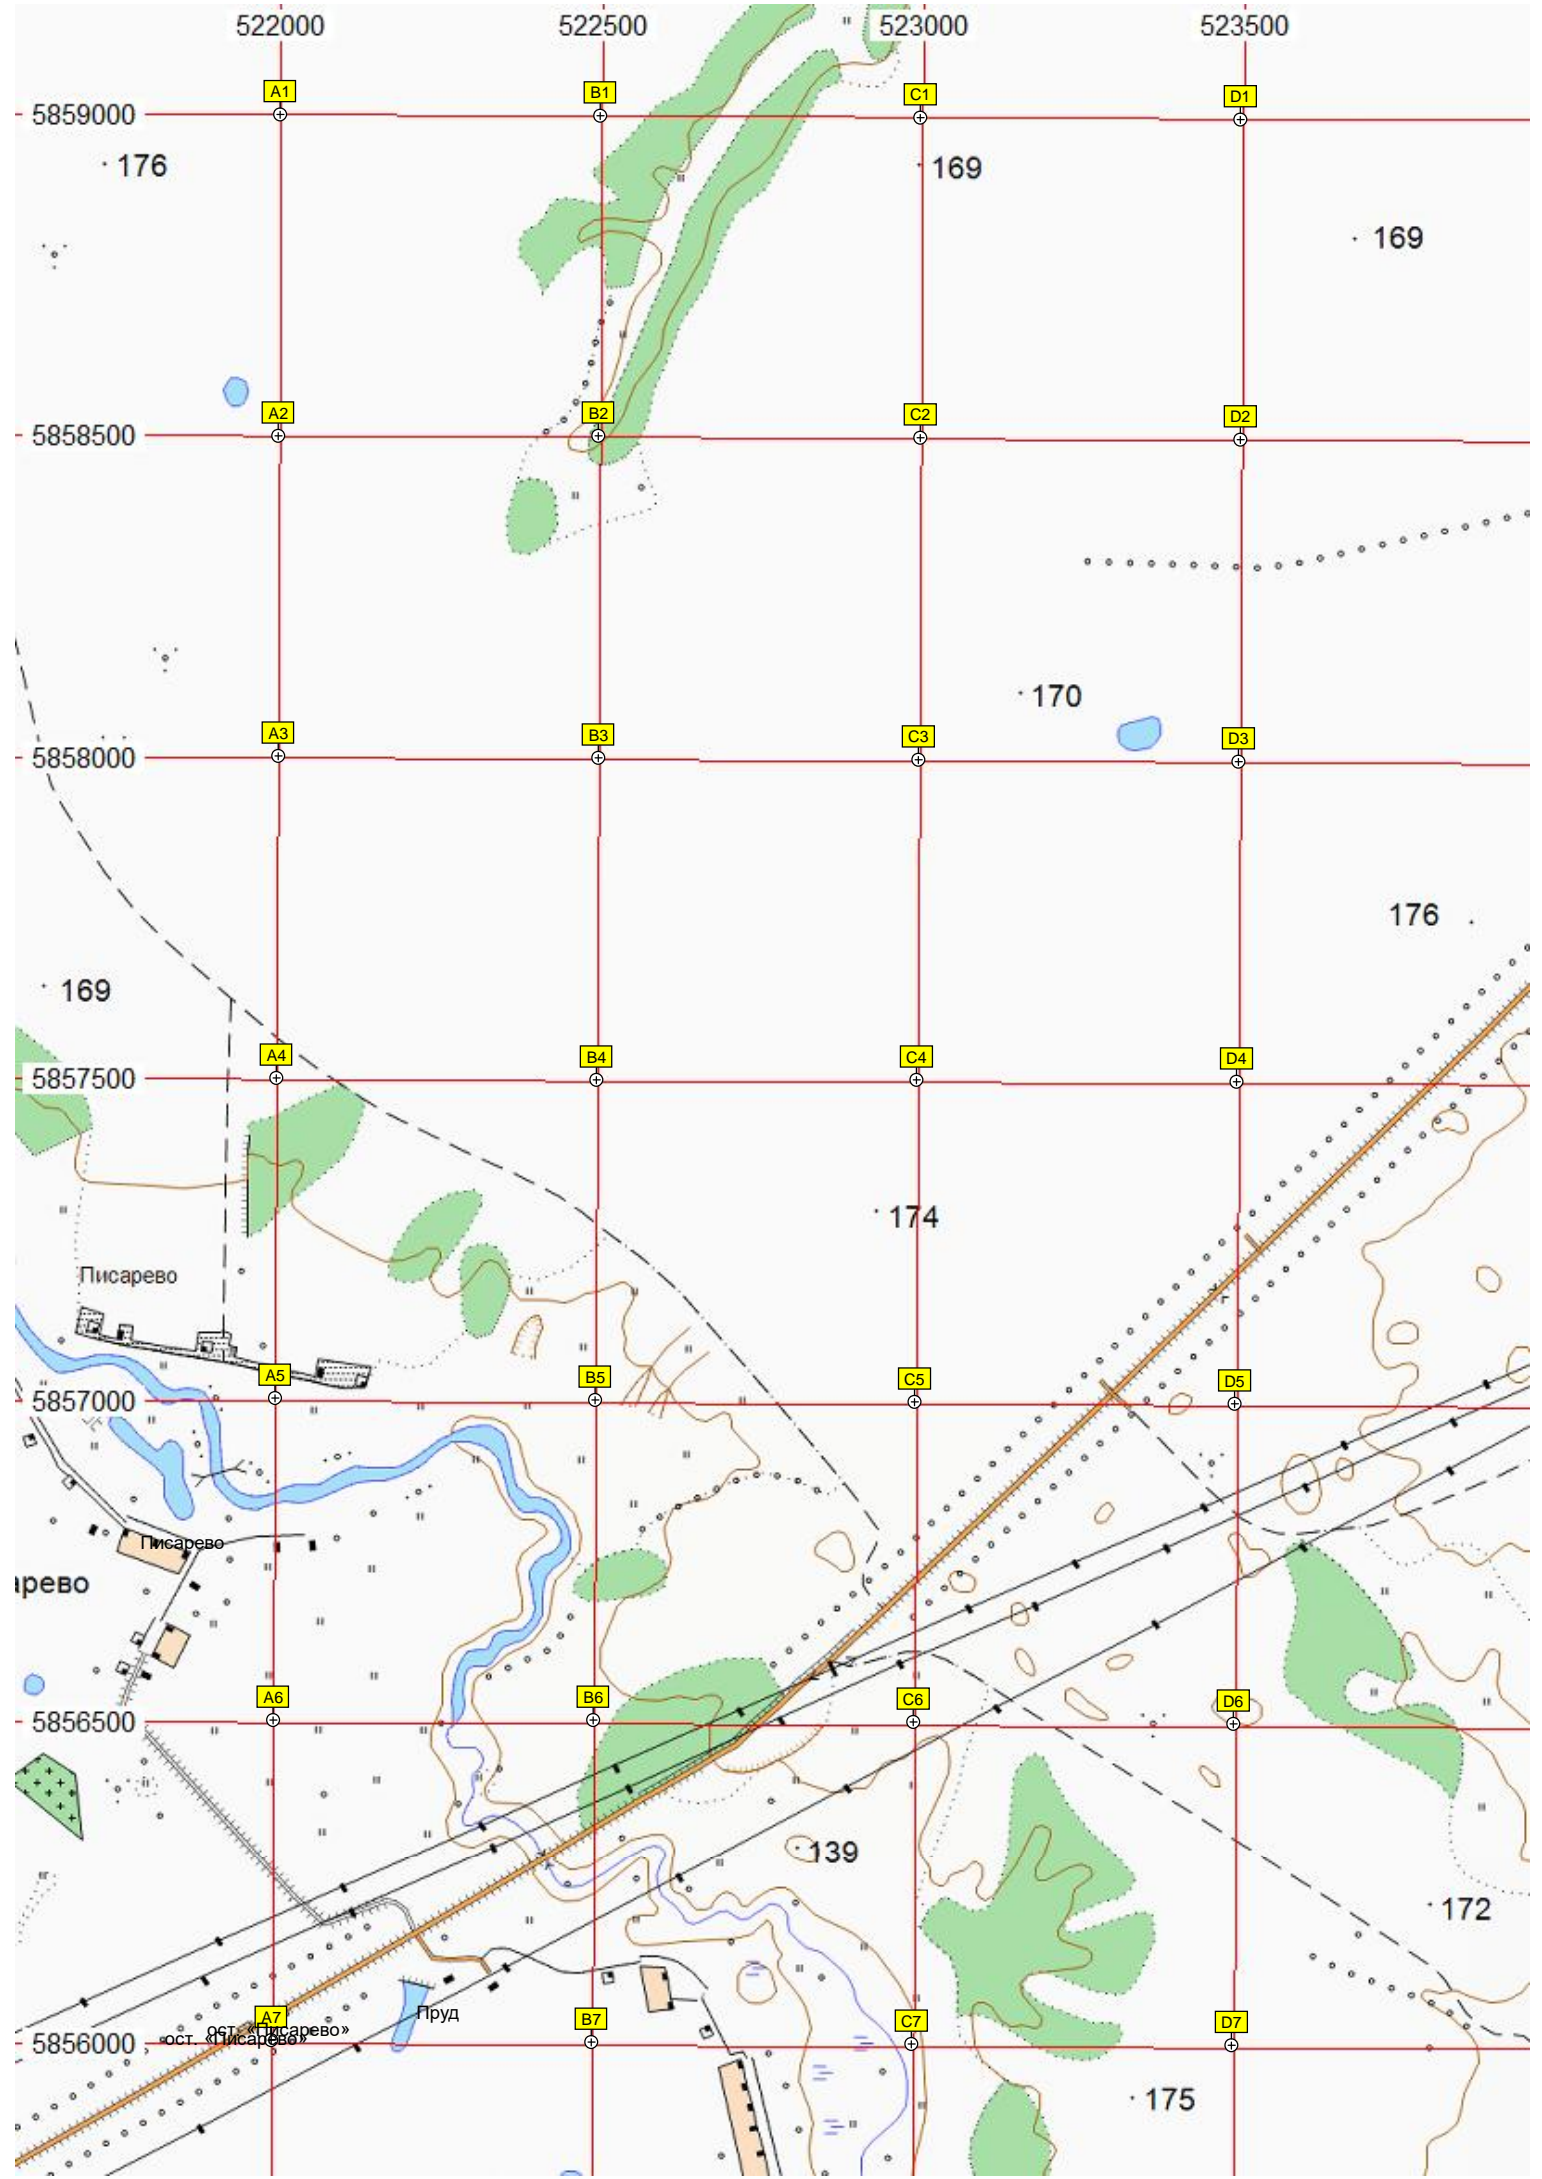 522000 522500 523000 523500
A1 B1 C1 D1
5859000
176 169
169
A2 B2 C2 D2
5858500
170
A3 B3 C3 D3
5858000
176
169
A4 B4 C4 D4
5857500
174
Писарево
A5 B5 C5 D5
5857000
Писарево
арево
A6 B6 C6 D6
5856500
139
172
A7 B7 C7 D7
Пруд
ост. «Писарево»
ост. «Писарево»
5856000
175